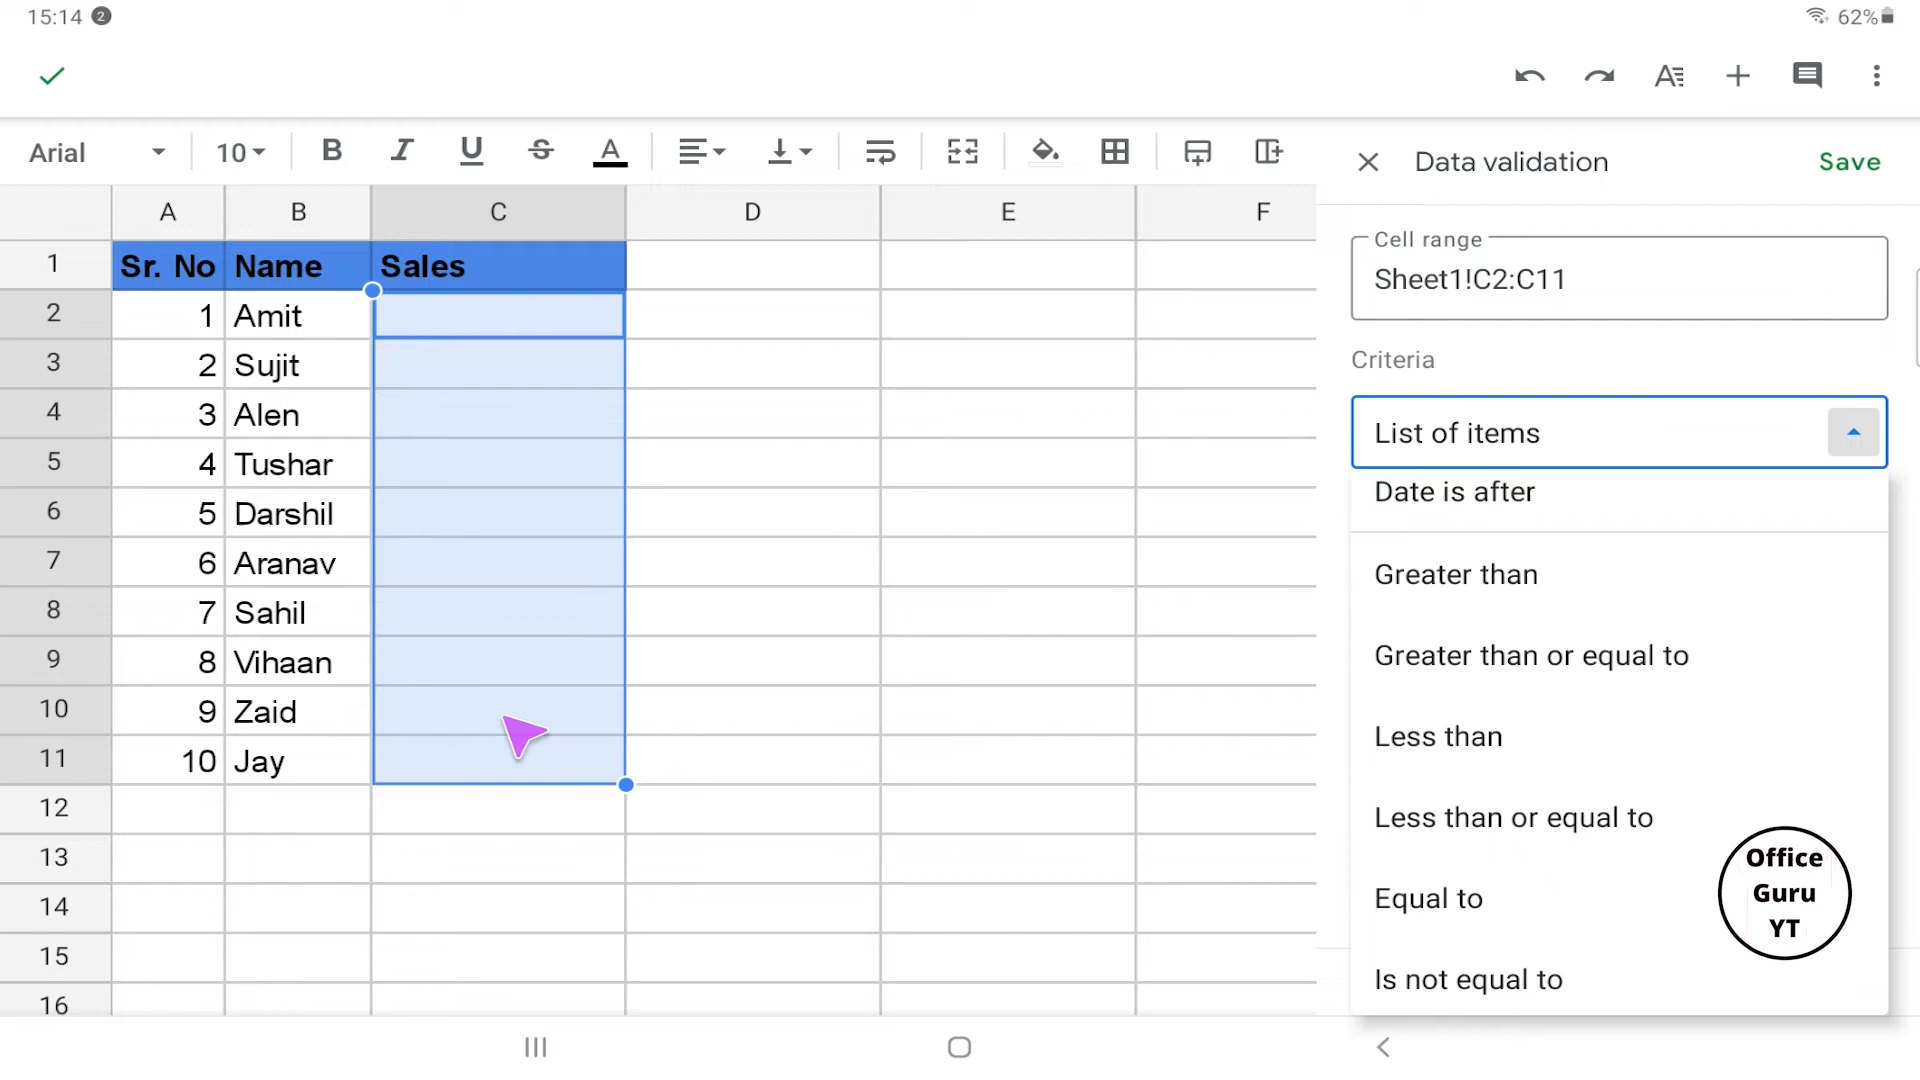 15:14 2 62%
Arial 10 B I U S A
Data validation Save
A B C D E F
Cell range
Sheet1!C2:C11
Criteria
List of items
Date is after
Greater than
Greater than or equal to
Less than
Less than or equal to
Equal to
Is not equal to
1 Sr. No Name Sales
2 1 Amit
3 2 Sujit
4 3 Alen
5 4 Tushar
6 5 Darshil
7 6 Aranav
8 7 Sahil
9 8 Vihaan
10 9 Zaid
11 10 Jay
12
13
14
15
16
Office
Guru
YT